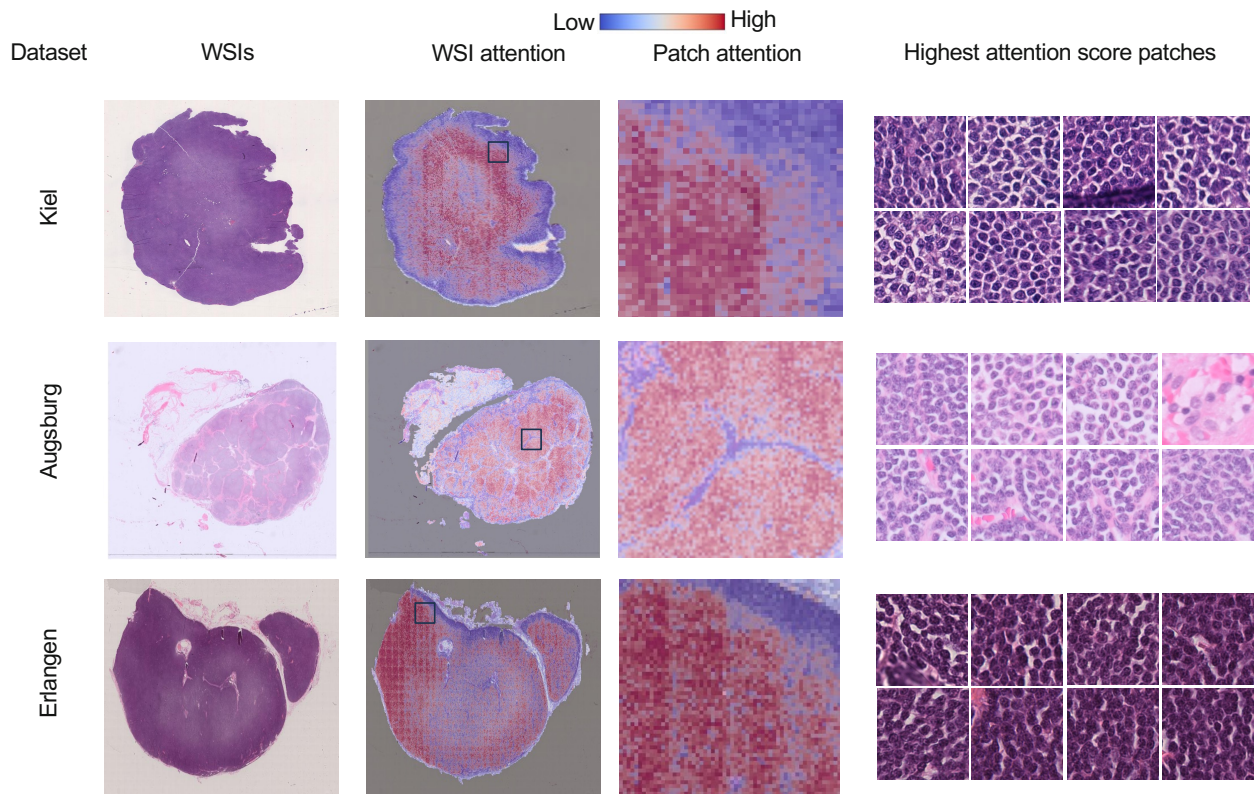 Low High
Dataset WSIs WSI attention Patch attention Highest attention score patches
Kiel
Augsburg
Erlangen